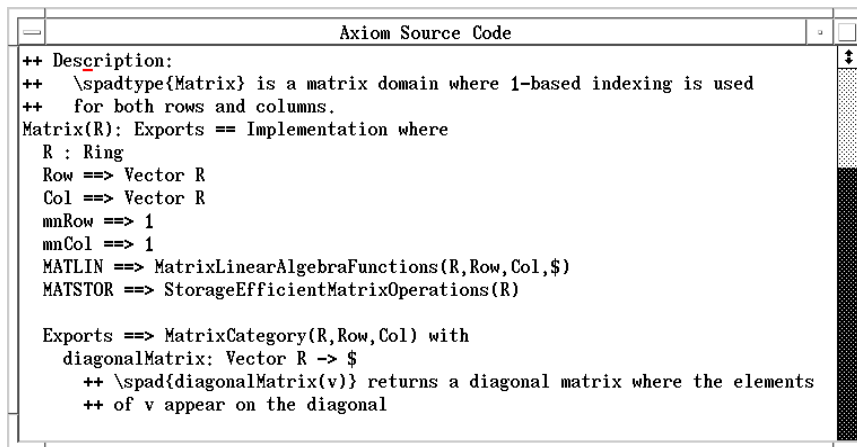 Axiom Source Code
++ Description:
++   \spadtype{Matrix} is a matrix domain where 1-based indexing is used
++   for both rows and columns.
Matrix(R): Exports == Implementation where
  R : Ring
  Row ==> Vector R
  Col ==> Vector R
  mnRow ==> 1
  mnCol ==> 1
  MATLIN ==> MatrixLinearAlgebraFunctions(R,Row,Col,$)
  MATSTOR ==> StorageEfficientMatrixOperations(R)

  Exports ==> MatrixCategory(R,Row,Col) with
    diagonalMatrix: Vector R -> $
      ++ \spad{diagonalMatrix(v)} returns a diagonal matrix where the elements
      ++ of v appear on the diagonal